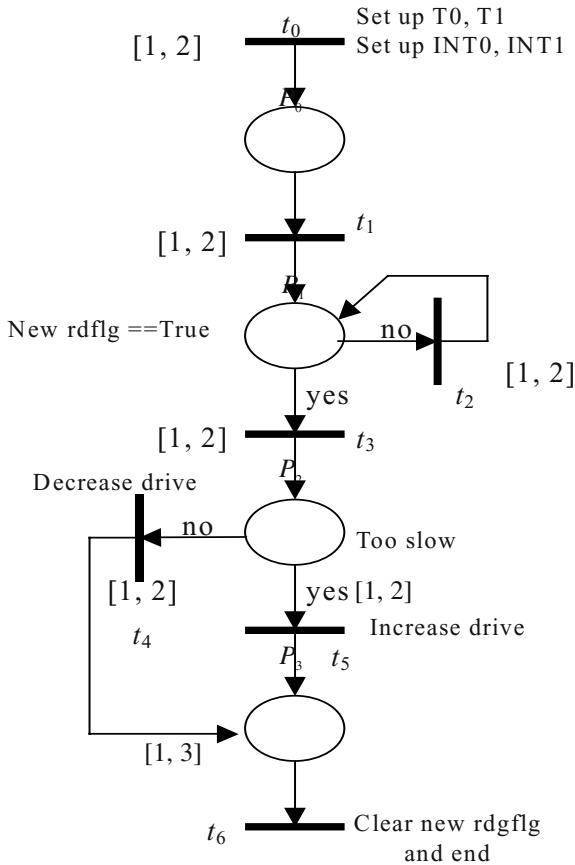 t0
Set up T0, T1
[1, 2]
Set up INT0, INT1
P0
[1, 2]
t1
P1
New rdflg ==True
no
[1, 2]
t2
yes
[1, 2]
t3
P2
Decrease drive
no
Too slow
[1, 2]
yes [1, 2]
t4
Increase drive
P3
t5
[1, 3]
t6
Clear new rdgflg
and end